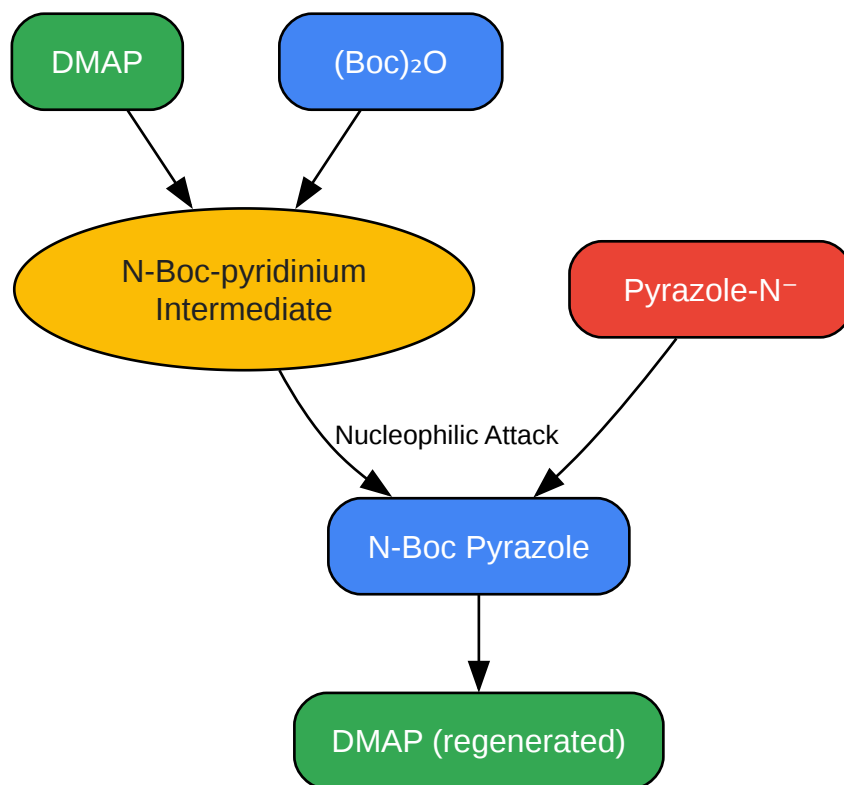 DMAP
(Boc)₂O
N-Boc-pyridinium
Intermediate
Pyrazole-N⁻
Nucleophilic Attack
N-Boc Pyrazole
DMAP (regenerated)